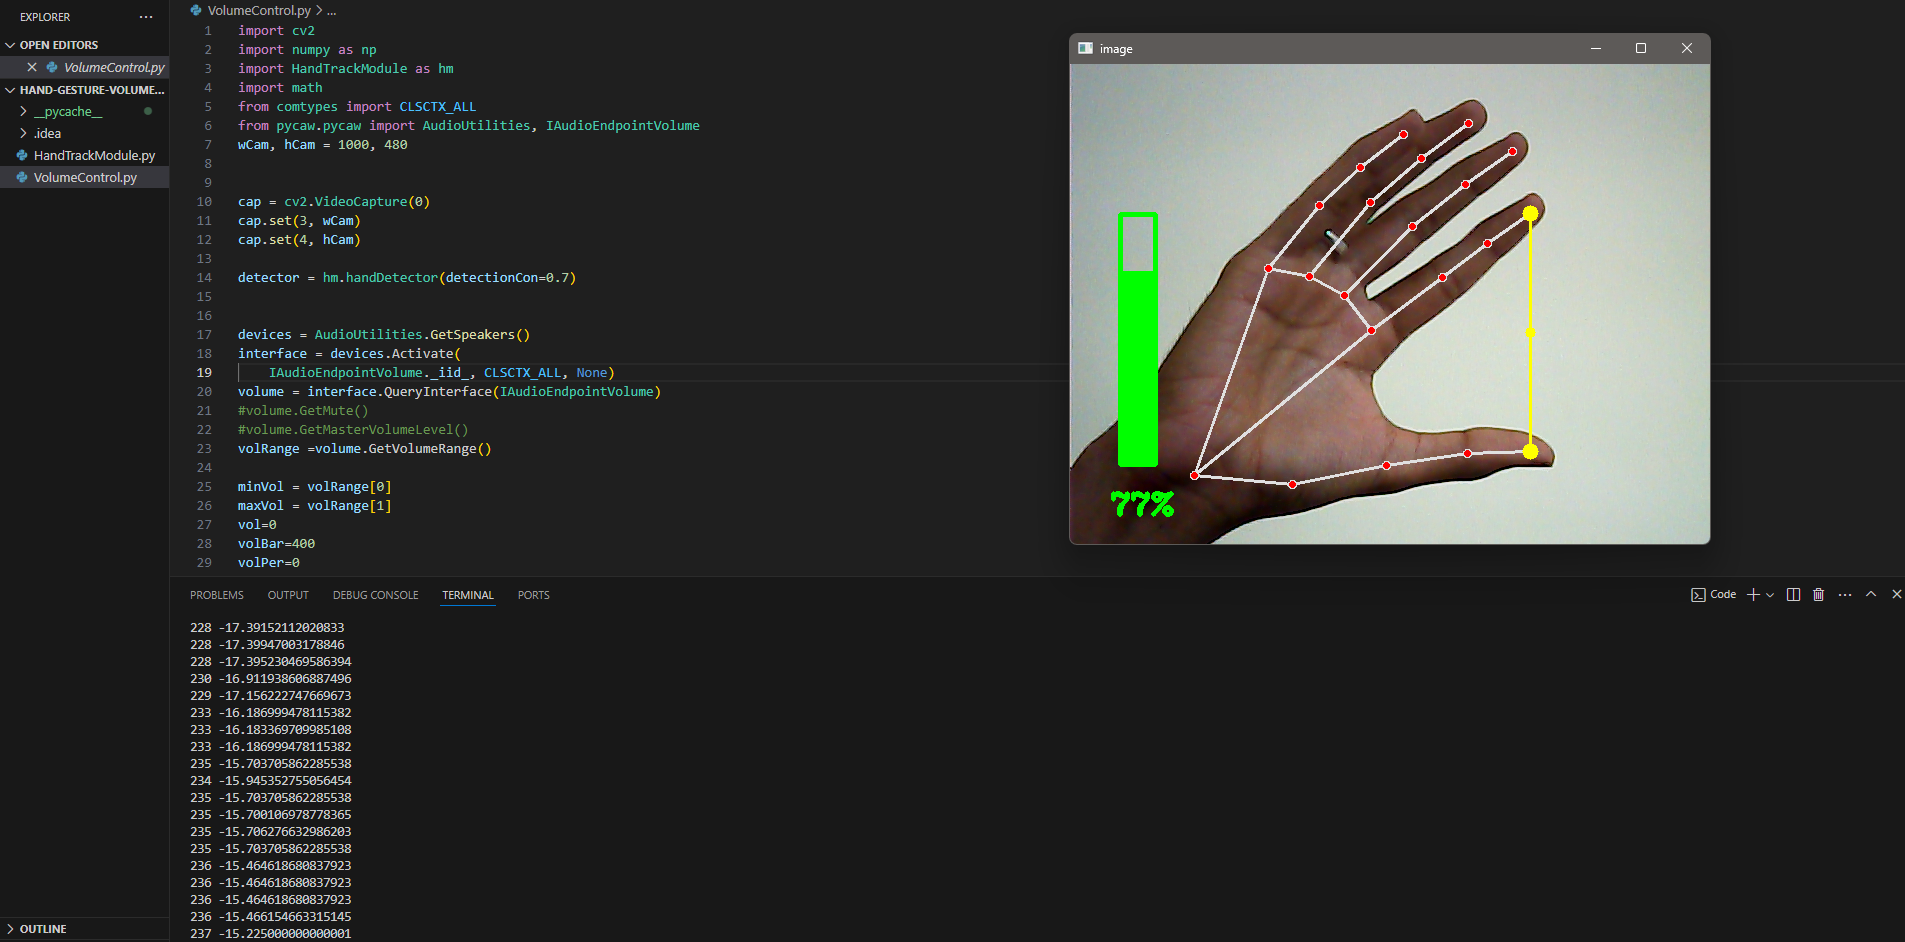 EXPLORER
OPEN EDITORS
VolumeControl.py
HAND-GESTURE-VOLUME...
__pycache__
.idea
HandTrackModule.py
VolumeControl.py
OUTLINE
VolumeControl.py > ...
1 import cv2
2 import numpy as np
3 import HandTrackModule as hm
4 import math
5 from comtypes import CLSCTX_ALL
6 from pycaw.pycaw import AudioUtilities, IAudioEndpointVolume
7 wCam, hCam = 1000, 480
8
9
10 cap = cv2.VideoCapture(0)
11 cap.set(3, wCam)
12 cap.set(4, hCam)
13
14 detector = hm.handDetector(detectionCon=0.7)
15
16
17 devices = AudioUtilities.GetSpeakers()
18 interface = devices.Activate(
19     IAudioEndpointVolume._iid_, CLSCTX_ALL, None)
20 volume = interface.QueryInterface(IAudioEndpointVolume)
21 #volume.GetMute()
22 #volume.GetMasterVolumeLevel()
23 volRange =volume.GetVolumeRange()
24
25 minVol = volRange[0]
26 maxVol = volRange[1]
27 vol=0
28 volBar=400
29 volPer=0
image
77%
PROBLEMS OUTPUT DEBUG CONSOLE TERMINAL PORTS
Code
228 -17.39152112020833
228 -17.39947003178846
228 -17.395230469586394
230 -16.911938606887496
229 -17.156222747669673
233 -16.186999478115382
233 -16.183369709985108
233 -16.186999478115382
235 -15.703705862285538
234 -15.945352755056454
235 -15.703705862285538
235 -15.700106978778365
235 -15.706276632986203
235 -15.703705862285538
236 -15.464618680837923
236 -15.464618680837923
236 -15.464618680837923
236 -15.466154663315145
237 -15.225000000000001